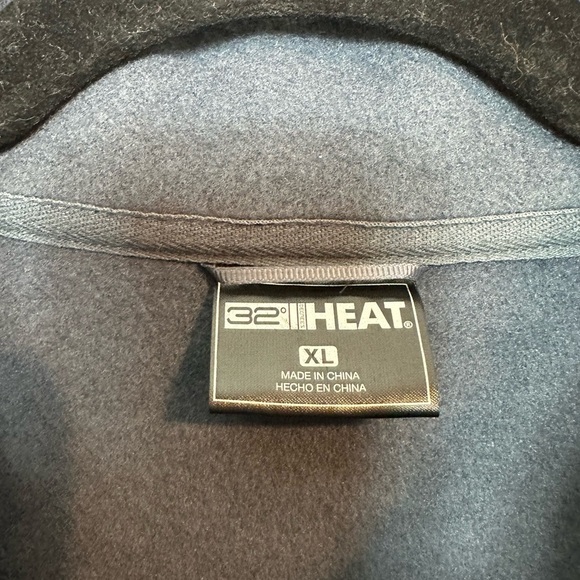 32° HEAT®
XL
MADE IN CHINA
HECHO EN CHINA